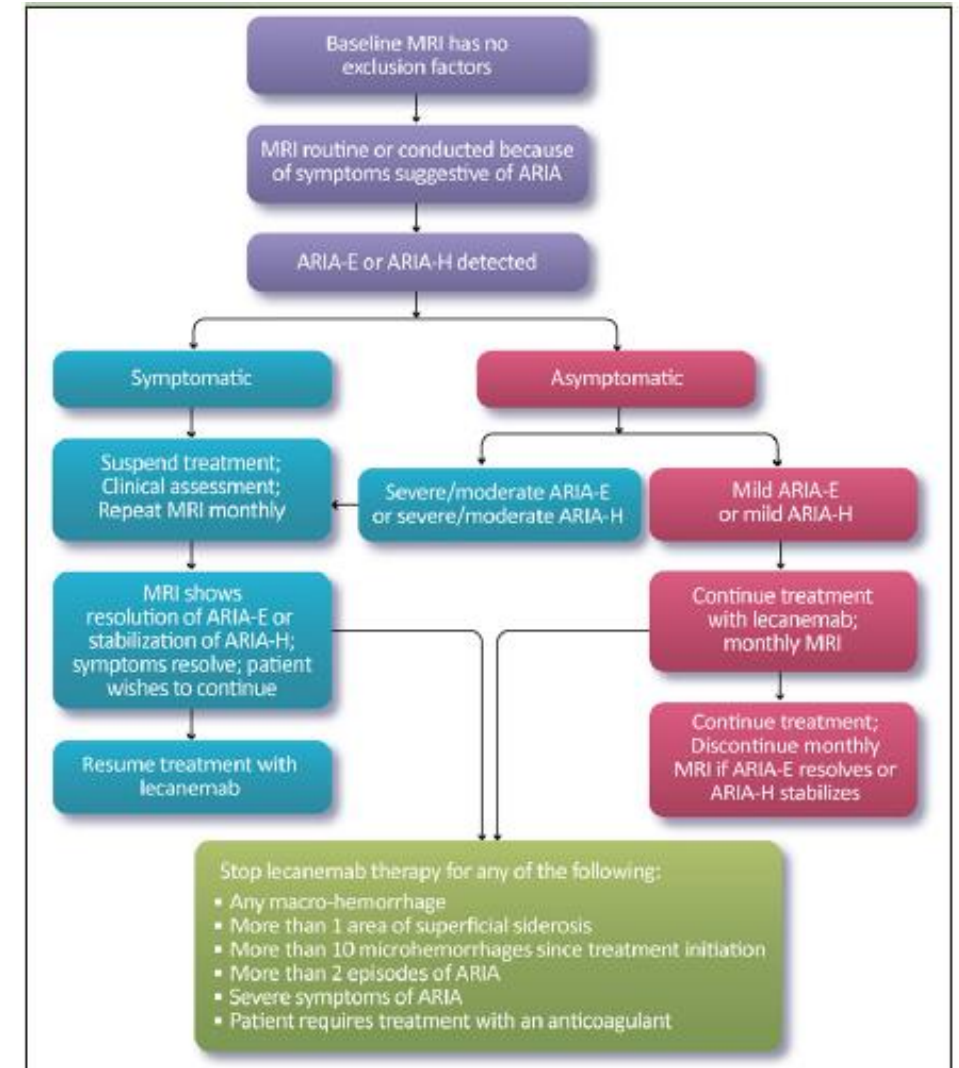 Baseline MRI has no
exclusion factors
MRI routine or conducted because
of symptoms suggestive of ARIA
ARIA-E or ARIA-H detected
Symptomatic
Asymptomatic
Suspend treatment;
Clinical assessment;
Repeat MRI monthly
Severe/moderate ARIA-E
or severe/moderate ARIA-H
Mild ARIA-E
or mild ARIA-H
MRI shows
resolution of ARIA-E or
stabilization of ARIA-H;
symptoms resolve; patient
wishes to continue
Continue treatment
with lecanemab;
monthly MRI
Resume treatment with
lecanemab
Continue treatment;
Discontinue monthly
MRI if ARIA-E resolves or
ARIA-H stabilizes
Stop lecanemab therapy for any of the following:
▪ Any macro-hemorrhage
▪ More than 1 area of superficial siderosis
▪ More than 10 microhemorrhages since treatment initiation
▪ More than 2 episodes of ARIA
▪ Severe symptoms of ARIA
▪ Patient requires treatment with an anticoagulant